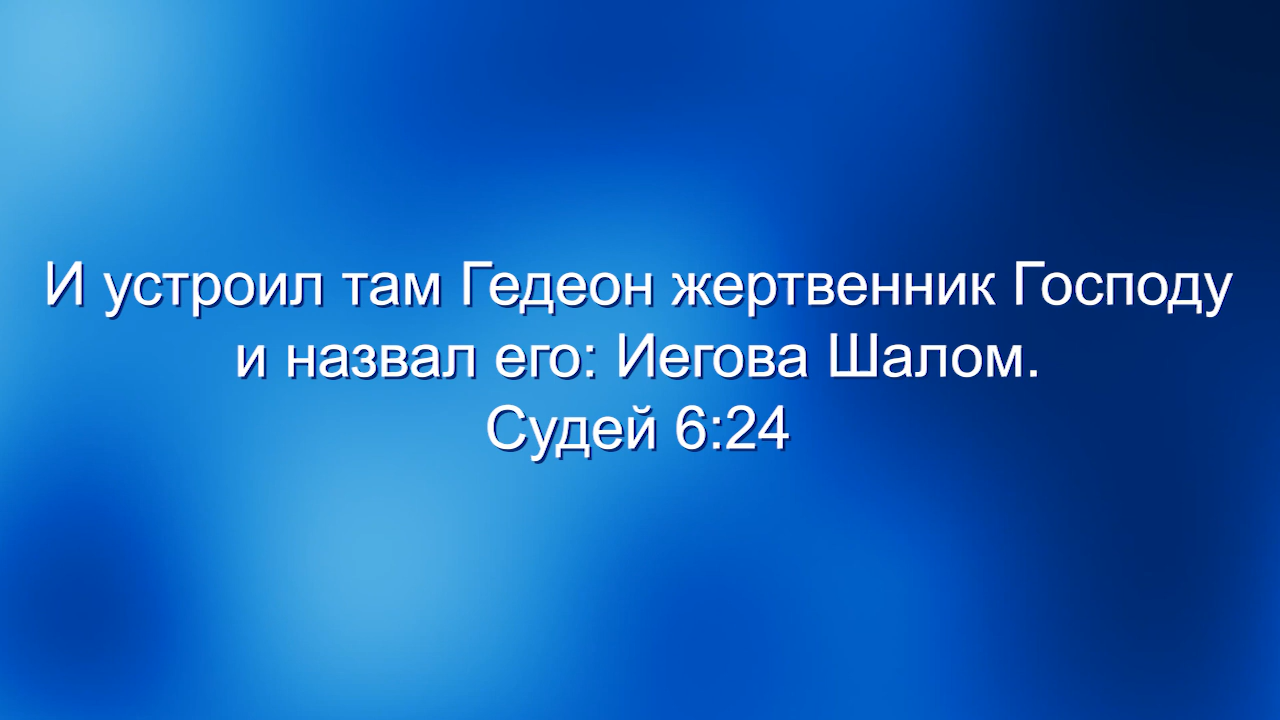 И устроил там Гедеон жертвенник Господу
и назвал его: Иегова Шалом.
Судей 6:24